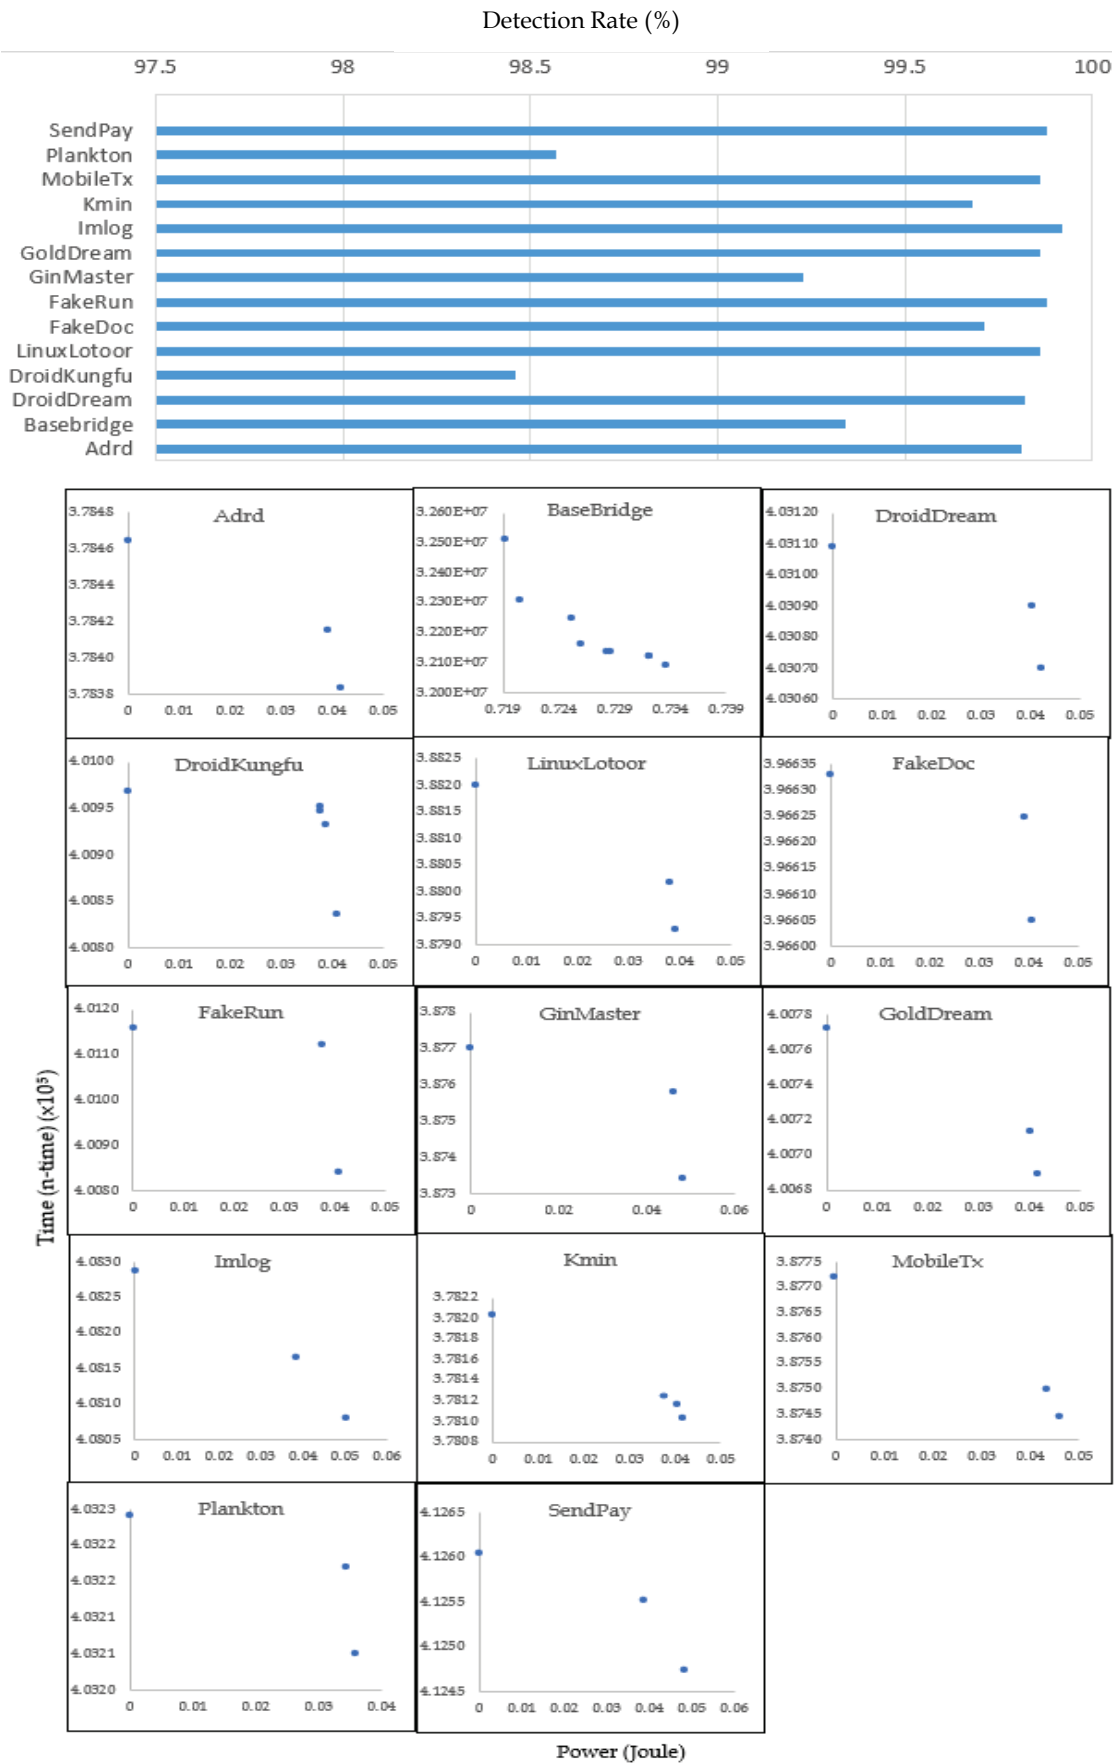 Detection Rate (%)
97.5 98 98.5 99 99.5 100
SendPay
Plankton
MobileTx
Kmin
Imlog
GoldDream
GinMaster
FakeRun
FakeDoc
LinuxLotoor
DroidKungfu
DroidDream
Basebridge
Adrd
Adrd
3.7848
3.7846
3.7844
3.7842
3.7840
3.7838
0 0.01 0.02 0.03 0.04 0.05
BaseBridge
3.260E+07
3.250E+07
3.240E+07
3.230E+07
3.220E+07
3.210E+07
3.200E+07
0.719 0.724 0.729 0.734 0.739
DroidDream
4.03120
4.03110
4.03100
4.03090
4.03080
4.03070
4.03060
0 0.01 0.02 0.03 0.04 0.05
DroidKungfu
4.0100
4.0095
4.0090
4.0085
4.0080
0 0.01 0.02 0.03 0.04 0.05
LinuxLotoor
3.8825
3.8820
3.8815
3.8810
3.8805
3.8800
3.8795
3.8790
0 0.01 0.02 0.03 0.04 0.05
FakeDoc
3.96635
3.96630
3.96625
3.96620
3.96615
3.96610
3.96605
3.96600
0 0.01 0.02 0.03 0.04 0.05
FakeRun
4.0120
4.0110
4.0100
4.0090
4.0080
0 0.01 0.02 0.03 0.04 0.05
GinMaster
3.878
3.877
3.876
3.875
3.874
3.873
0 0.02 0.04 0.06
GoldDream
4.0078
4.0076
4.0074
4.0072
4.0070
4.0068
0 0.01 0.02 0.03 0.04 0.05
Time (n-time) (x10⁵)
Imlog
4.0830
4.0825
4.0820
4.0815
4.0810
4.0805
0 0.01 0.02 0.03 0.04 0.05 0.06
Kmin
3.7822
3.7820
3.7818
3.7816
3.7814
3.7812
3.7810
3.7808
0 0.01 0.02 0.03 0.04 0.05
MobileTx
3.8775
3.8770
3.8765
3.8760
3.8755
3.8750
3.8745
3.8740
0 0.01 0.02 0.03 0.04 0.05
Plankton
4.0323
4.0322
4.0322
4.0321
4.0321
4.0320
0 0.01 0.02 0.03 0.04
SendPay
4.1265
4.1260
4.1255
4.1250
4.1245
0 0.01 0.02 0.03 0.04 0.05 0.06
Power (Joule)